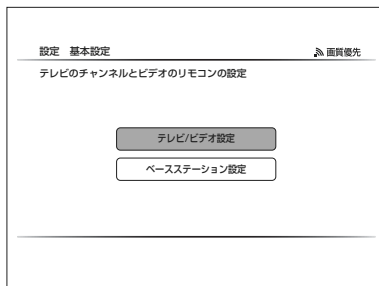 設定 基本設定 画質優先
テレビのチャンネルとビデオのリモコンの設定
テレビ/ビデオ設定
ベースステーション設定